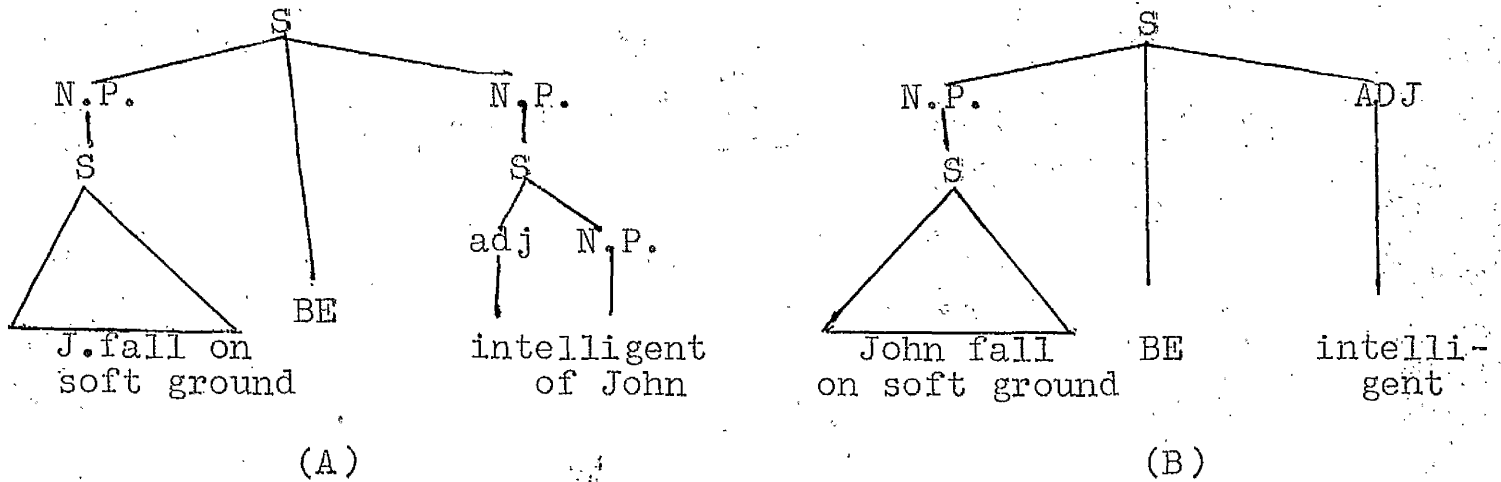 S
N.P.
N.P.
S
S
adj N.P.
BE
J.fall on
soft ground
intelligent
of John
(A)
S
N.P.
ADJ
S
John fall
on soft ground
BE
intelli-
gent
(B)